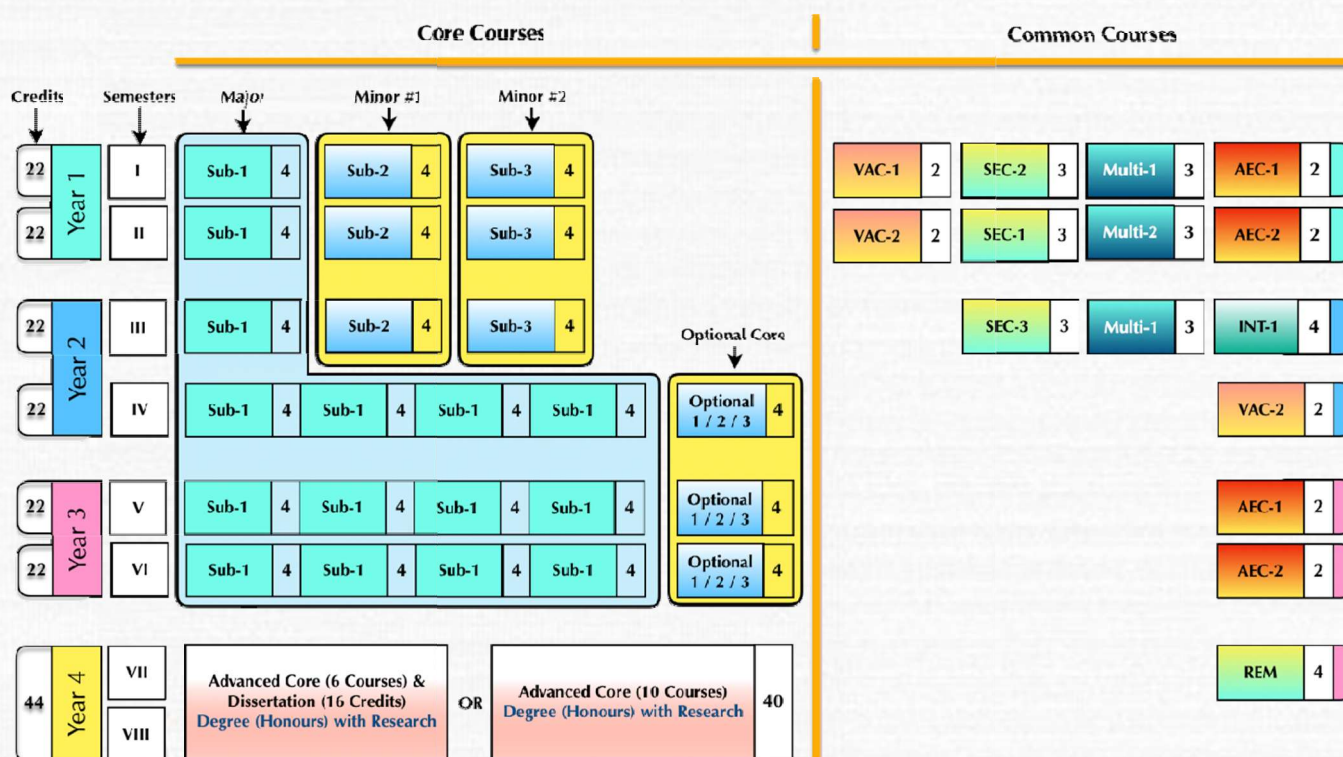 Core Courses
Common Courses
Credits Semesters Major Minor #1 Minor #2
22 Year 1 I Sub-1 4 Sub-2 4 Sub-3 4 VAC-1 2 SEC-2 3 Multi-1 3 AEC-1 2
22 II Sub-1 4 Sub-2 4 Sub-3 4 VAC-2 2 SEC-1 3 Multi-2 3 AEC-2 2
22 Year 2 III Sub-1 4 Sub-2 4 Sub-3 4 SEC-3 3 Multi-1 3 INT-1 4
Optional Core
22 IV Sub-1 4 Sub-1 4 Sub-1 4 Sub-1 4 Optional 1 / 2 / 3 4 VAC-2 2
22 Year 3 V Sub-1 4 Sub-1 4 Sub-1 4 Sub-1 4 Optional 1 / 2 / 3 4 AEC-1 2
22 VI Sub-1 4 Sub-1 4 Sub-1 4 Sub-1 4 Optional 1 / 2 / 3 4 AEC-2 2
44 Year 4 VII VIII
Advanced Core (6 Courses) &
Dissertation (16 Credits)
Degree (Honours) with Research
OR
Advanced Core (10 Courses)
Degree (Honours) with Research
40
REM 4